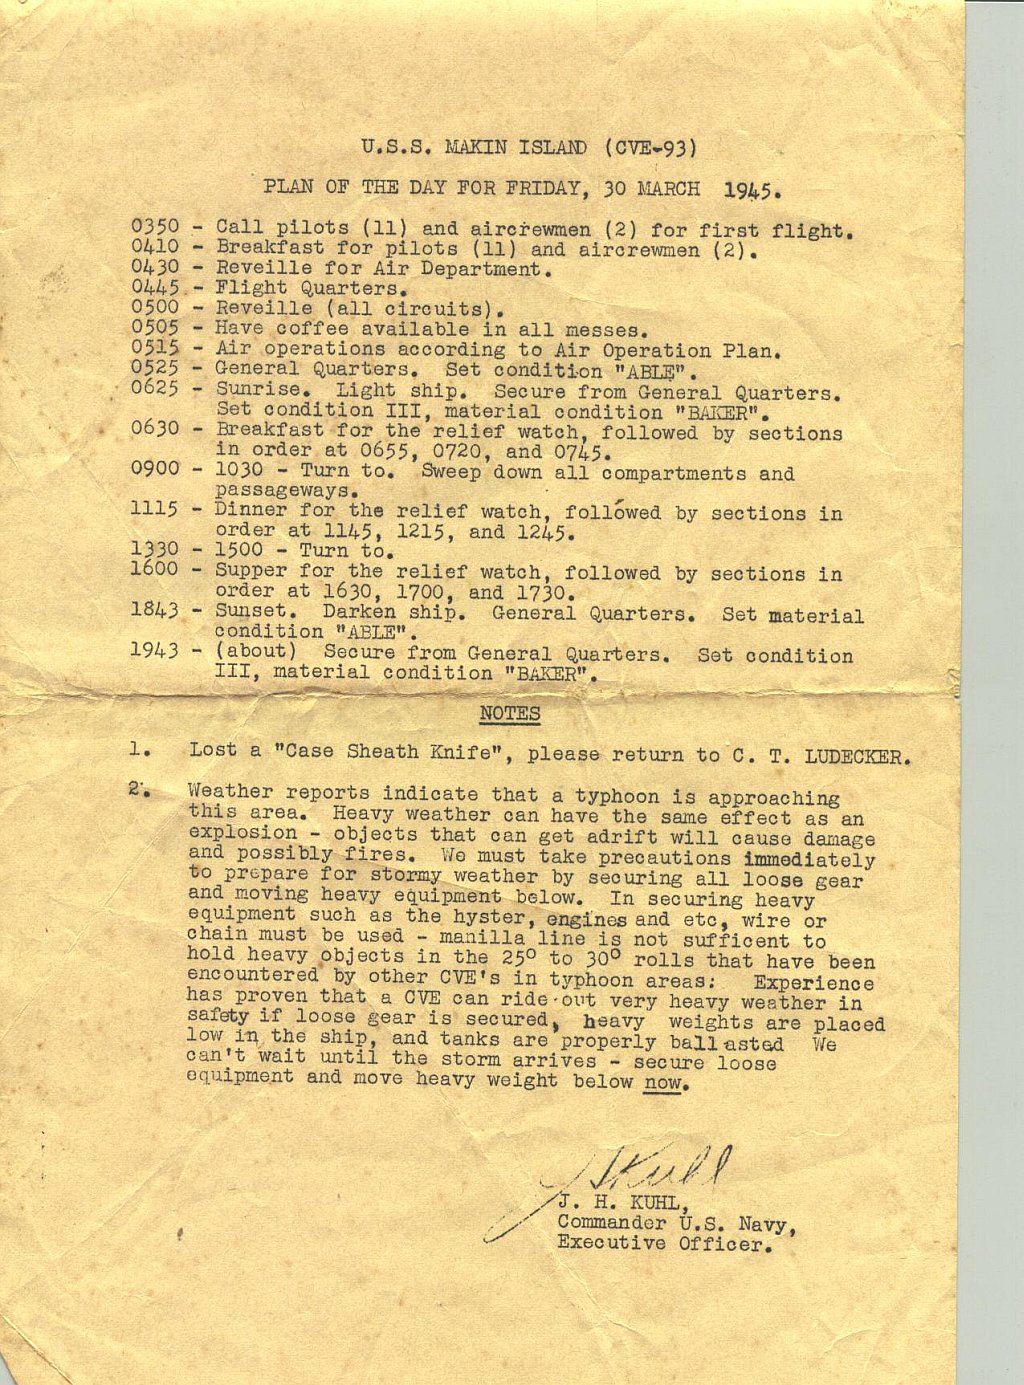 U.S.S. MAKIN ISLAND (CVE-93)
PLAN OF THE DAY FOR FRIDAY, 30 MARCH 1945.
0350 - Call pilots (11) and aircrewmen (2) for first flight.
0410 - Breakfast for pilots (11) and aircrewmen (2).
0430 - Reveille for Air Department.
0445 - Flight Quarters.
0500 - Reveille (all circuits).
0505 - Have coffee available in all messes.
0515 - Air operations according to Air Operation Plan.
0525 - General Quarters. Set condition "ABLE".
0625 - Sunrise. Light ship. Secure from General Quarters.
Set condition III, material condition "BAKER".
0630 - Breakfast for the relief watch, followed by sections
in order at 0655, 0720, and 0745.
0900 - 1030 - Turn to. Sweep down all compartments and
passageways.
1115 - Dinner for the relief watch, followed by sections in
order at 1145, 1215, and 1245.
1330 - 1500 - Turn to.
1600 - Supper for the relief watch, followed by sections in
order at 1630, 1700, and 1730.
1843 - Sunset. Darken ship. General Quarters. Set material
condition "ABLE".
1943 - (about) Secure from General Quarters. Set condition
III, material condition "BAKER".
NOTES
1. Lost a "Case Sheath Knife", please return to C. T. LUDECKER.
2. Weather reports indicate that a typhoon is approaching
this area. Heavy weather can have the same effect as an
explosion - objects that can get adrift will cause damage
and possibly fires. We must take precautions immediately
to prepare for stormy weather by securing all loose gear
and moving heavy equipment below. In securing heavy
equipment such as the hyster, engines and etc, wire or
chain must be used - manilla line is not sufficent to
hold heavy objects in the 25° to 30° rolls that have been
encountered by other CVE's in typhoon areas: Experience
has proven that a CVE can ride out very heavy weather in
safety if loose gear is secured, heavy weights are placed
low in the ship, and tanks are properly ballasted We
can't wait until the storm arrives - secure loose
equipment and move heavy weight below now.
JHKuhl
J. H. KUHL,
Commander U.S. Navy,
Executive Officer.